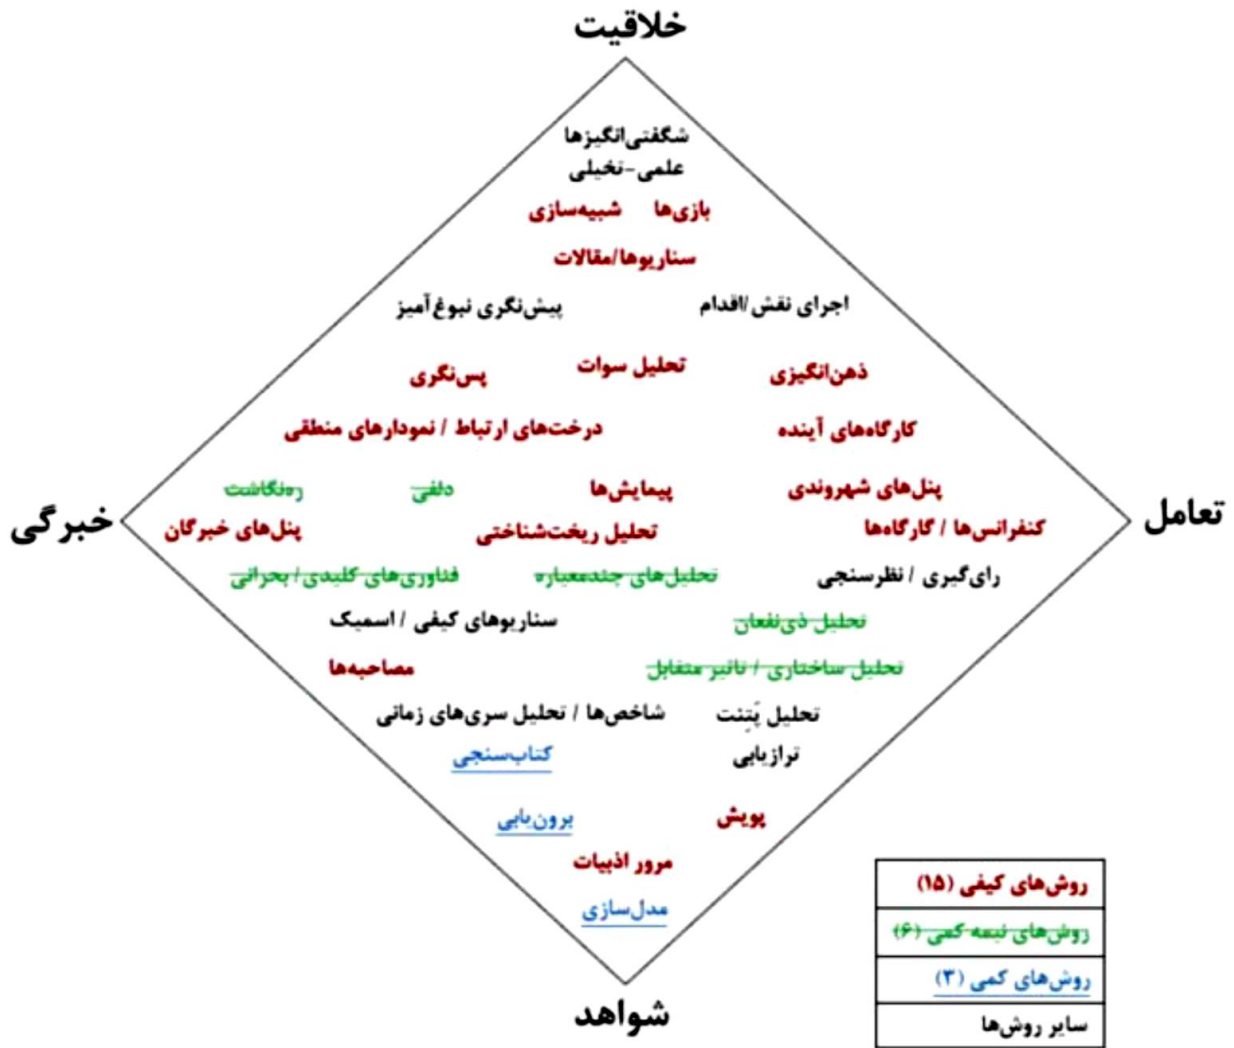 خلاقیت
شگفتی‌انگیزها
علمی-تخیلی
بازی‌ها شبیه‌سازی
سناریوها/مقالات
اجرای نقش/اقدام پیش‌نگری نبوغ‌آمیز
ذهن‌انگیزی تحلیل سوات پس‌نگری
کارگاه‌های آینده درخت‌های ارتباط / نمودارهای منطقی
پنل‌های شهروندی پیمایش‌ها دلفی ره‌نگاشت
تعامل کنفرانس‌ها / گارگاه‌ها تحلیل ریخت‌شناختی پنل‌های خبرگان خبرگی
رای‌گیری / نظرسنجی تحلیل‌های چندمعیاره فناوری‌های کلیدی/بحرانی
تحلیل ذی‌نفعان سناریوهای کیفی / اسمیک
تحلیل ساختاری / تاثیر متقابل مصاحبه‌ها
تحلیل پَتِنت شاخص‌ها / تحلیل سری‌های زمانی
ترازیابی کتاب‌سنجی
پویش برون‌یابی
مرور اذبیات
مدل‌سازی
شواهد
روش‌های کیفی (۱۵)
روش‌های نیمه کمی (۶)
روش‌های کمی (۳)
سایر روش‌ها